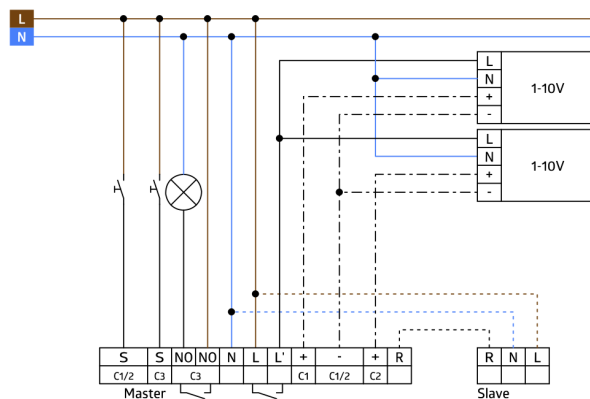 L
N
L
N
1-10V
+
-
L
N
1-10V
+
-
S S NO NO N L L' + - + R
C1/2 C3 C3 C1 C1/2 C2
R N L
Master
Slave